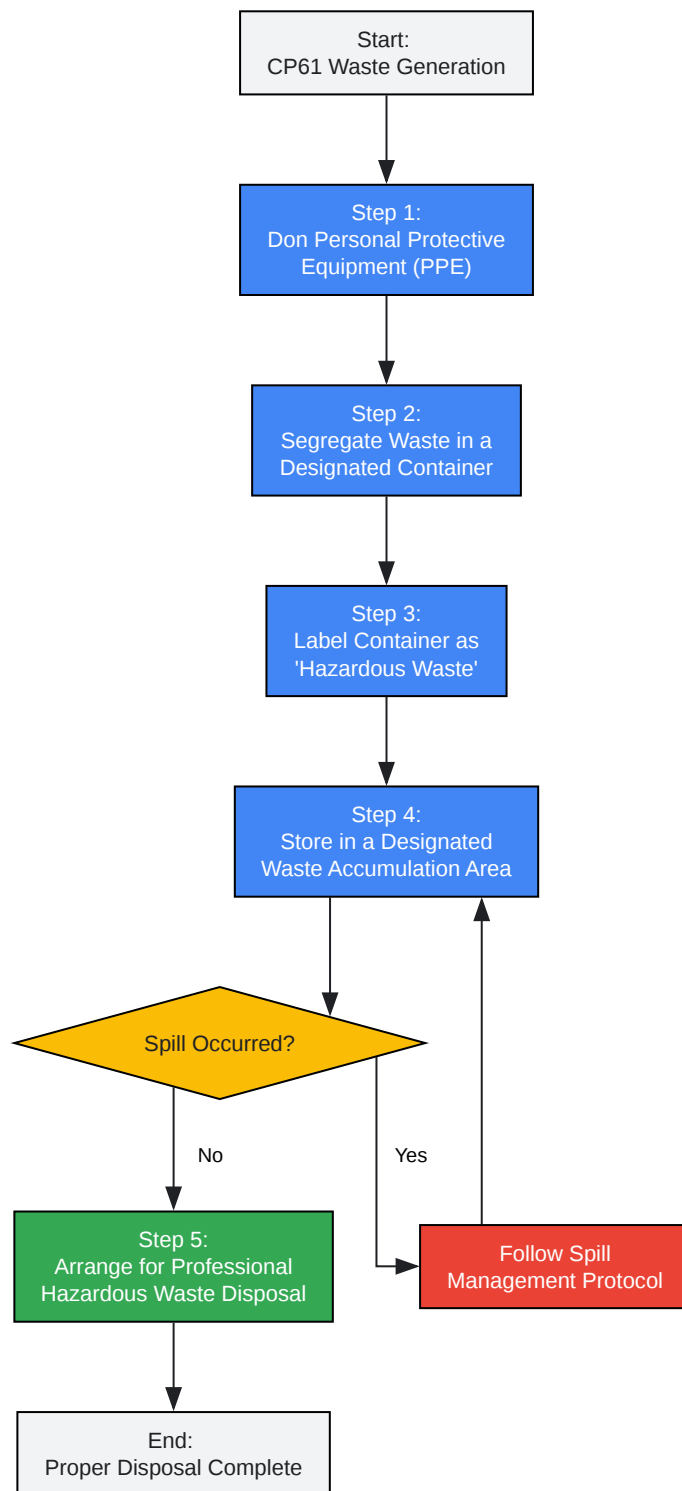 Start:
CP61 Waste Generation
Step 1:
Don Personal Protective
Equipment (PPE)
Step 2:
Segregate Waste in a
Designated Container
Step 3:
Label Container as
'Hazardous Waste'
Step 4:
Store in a Designated
Waste Accumulation Area
Spill Occurred?
No
Yes
Step 5:
Arrange for Professional
Hazardous Waste Disposal
Follow Spill
Management Protocol
End:
Proper Disposal Complete